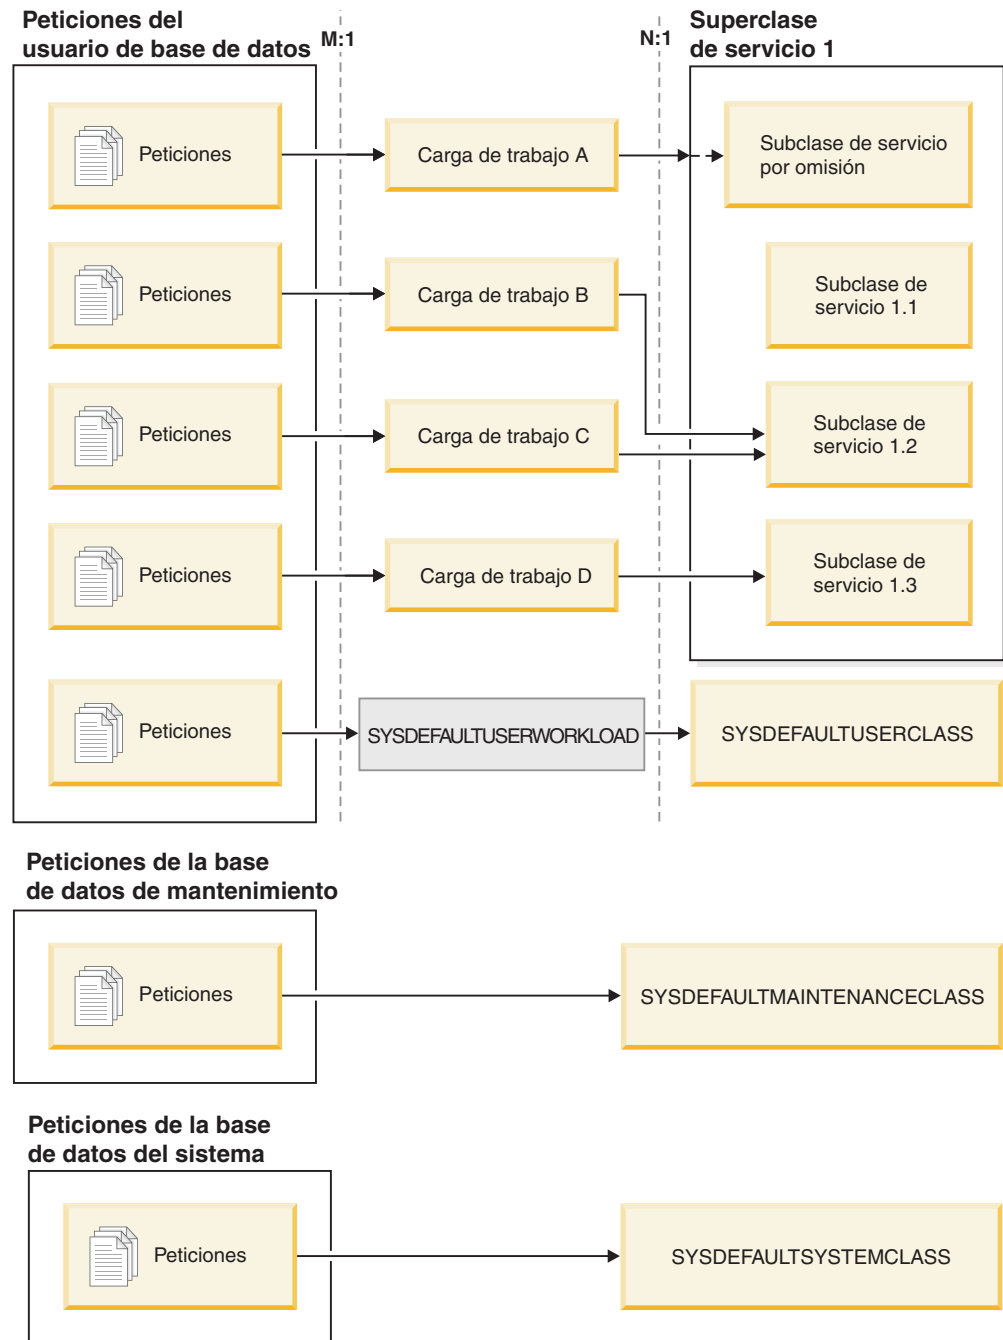 Peticiones del
usuario de base de datos
M:1
N:1
Superclase
de servicio 1
Peticiones
Carga de trabajo A
Subclase de servicio
por omisión
Peticiones
Carga de trabajo B
Subclase de
servicio 1.1
Peticiones
Carga de trabajo C
Subclase de
servicio 1.2
Peticiones
Carga de trabajo D
Subclase de
servicio 1.3
Peticiones
SYSDEFAULTUSERWORKLOAD
SYSDEFAULTUSERCLASS
Peticiones de la base
de datos de mantenimiento
Peticiones
SYSDEFAULTMAINTENANCECLASS
Peticiones de la base
de datos del sistema
Peticiones
SYSDEFAULTSYSTEMCLASS